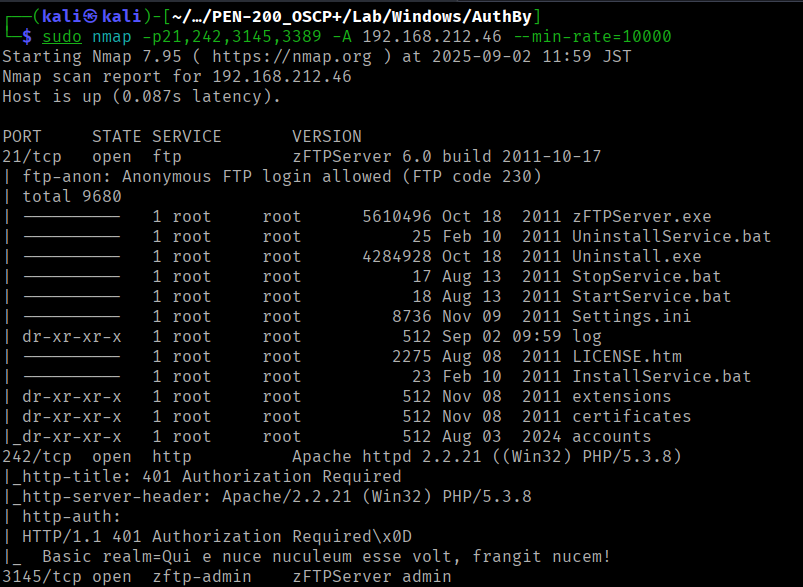 ┌──(kali㉿kali)-[~/…/PEN-200_OSCP+/Lab/Windows/AuthBy]
└─$ sudo nmap -p21,242,3145,3389 -A 192.168.212.46 --min-rate=10000
Starting Nmap 7.95 ( https://nmap.org ) at 2025-09-02 11:59 JST
Nmap scan report for 192.168.212.46
Host is up (0.087s latency).

PORT     STATE SERVICE       VERSION
21/tcp   open  ftp           zFTPServer 6.0 build 2011-10-17
| ftp-anon: Anonymous FTP login allowed (FTP code 230)
| total 9680
| ----------   1 root     root      5610496 Oct 18  2011 zFTPServer.exe
| ----------   1 root     root           25 Feb 10  2011 UninstallService.bat
| ----------   1 root     root      4284928 Oct 18  2011 Uninstall.exe
| ----------   1 root     root           17 Aug 13  2011 StopService.bat
| ----------   1 root     root           18 Aug 13  2011 StartService.bat
| ----------   1 root     root         8736 Nov 09  2011 Settings.ini
| dr-xr-xr-x   1 root     root          512 Sep 02 09:59 log
| ----------   1 root     root         2275 Aug 08  2011 LICENSE.htm
| ----------   1 root     root           23 Feb 10  2011 InstallService.bat
| dr-xr-xr-x   1 root     root          512 Nov 08  2011 extensions
| dr-xr-xr-x   1 root     root          512 Nov 08  2011 certificates
|_dr-xr-xr-x   1 root     root          512 Aug 03  2024 accounts
242/tcp  open  http          Apache httpd 2.2.21 ((Win32) PHP/5.3.8)
|_http-title: 401 Authorization Required
|_http-server-header: Apache/2.2.21 (Win32) PHP/5.3.8
| http-auth:
| HTTP/1.1 401 Authorization Required\x0D
|_  Basic realm=Qui e nuce nuculeum esse volt, frangit nucem!
3145/tcp open  zftp-admin    zFTPServer admin